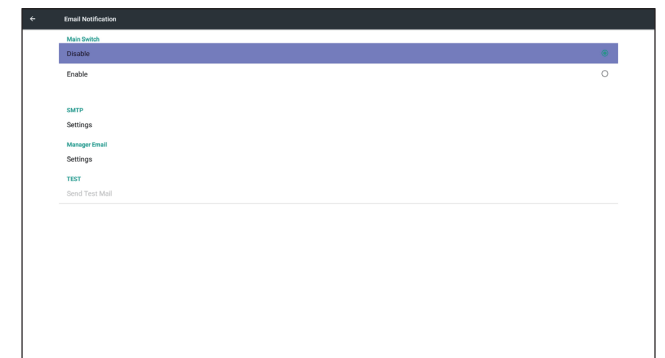 Email Notification
Main Switch
Disable
Enable
SMTP
Settings
Manager Email
Settings
TEST
Send Test Mail